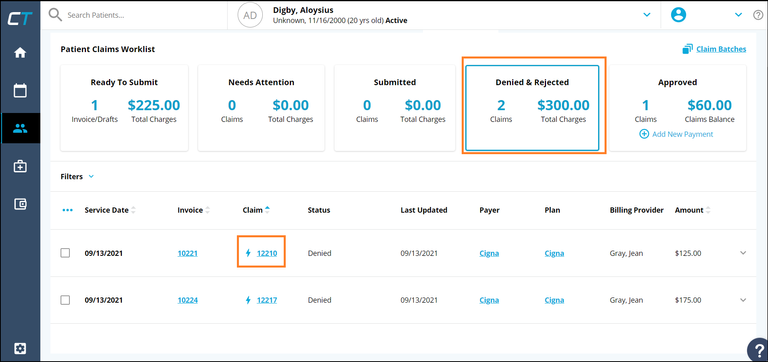 CT
Search Patients...
AD
Digby, Aloysius
Unknown, 11/16/2000 (20 yrs old) Active
?
Patient Claims Worklist
Claim Batches
Ready To Submit
1 $225.00
Invoice/Drafts Total Charges
Needs Attention
0 $0.00
Claims Total Charges
Submitted
0 $0.00
Claims Total Charges
Denied & Rejected
2 $300.00
Claims Total Charges
Approved
1 $60.00
Claims Claims Balance
Add New Payment
Filters
Service Date Invoice Claim Status Last Updated Payer Plan Billing Provider Amount
09/13/2021 10221 12210 Denied 09/13/2021 Cigna Cigna Gray, Jean $125.00
09/13/2021 10224 12217 Denied 09/13/2021 Cigna Cigna Gray, Jean $175.00
?